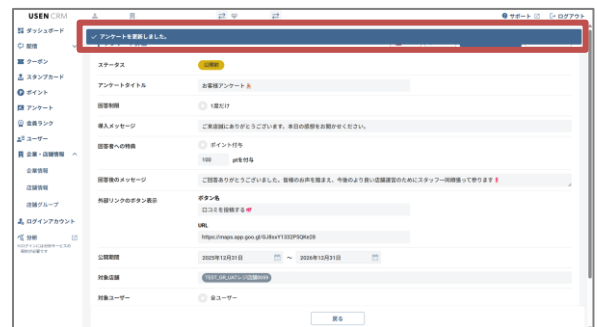 USEN CRM
サポート
ログアウト
ダッシュボード
配信
クーポン
スタンプカード
ポイント
アンケート
会員ランク
ユーザー
企業・店舗情報
企業情報
店舗情報
店舗グループ
ログインアカウント
分析
✓ アンケートを更新しました。
ステータス
公開前
アンケートタイトル
お客様アンケート
回答制限
1度だけ
導入メッセージ
ご来店誠にありがとうございます。本日の感想をお聞かせください。
回答者への特典
ポイント付与
100 ptを付与
回答後のメッセージ
ご回答ありがとうございました。皆様のお声を踏まえ、今後のより良い店舗運営のためにスタッフ一同頑張って参ります
外部リンクのボタン表示
ボタン名
口コミを投稿する
URL
公開期間
2025年12月31日 ～ 2026年12月31日
対象店舗
対象ユーザー
全ユーザー
戻る